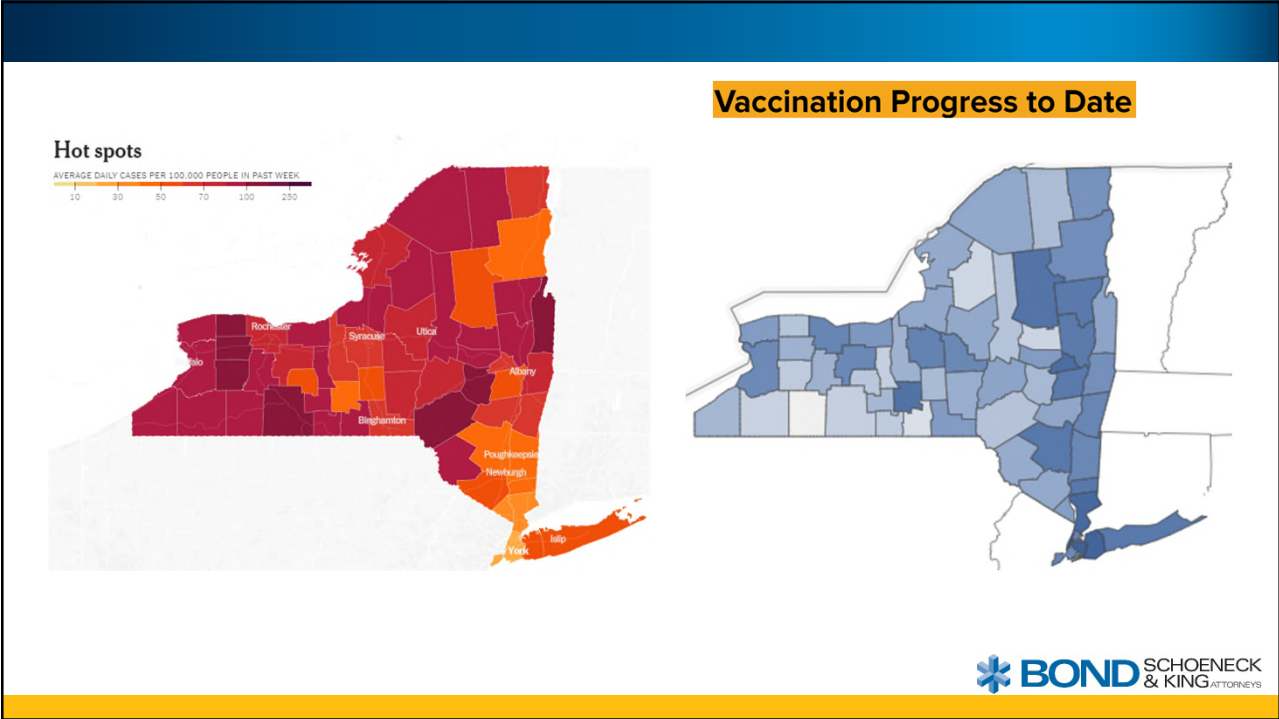 Vaccination Progress to Date
Hot spots
AVERAGE DAILY CASES PER 100,000 PEOPLE IN PAST WEEK
10 30 50 70 100 250
Rochester
Syracuse
Utica
alo
Albany
Binghamton
Poughkeepsie
Newburgh
Islip
York
BOND SCHOENECK & KING ATTORNEYS